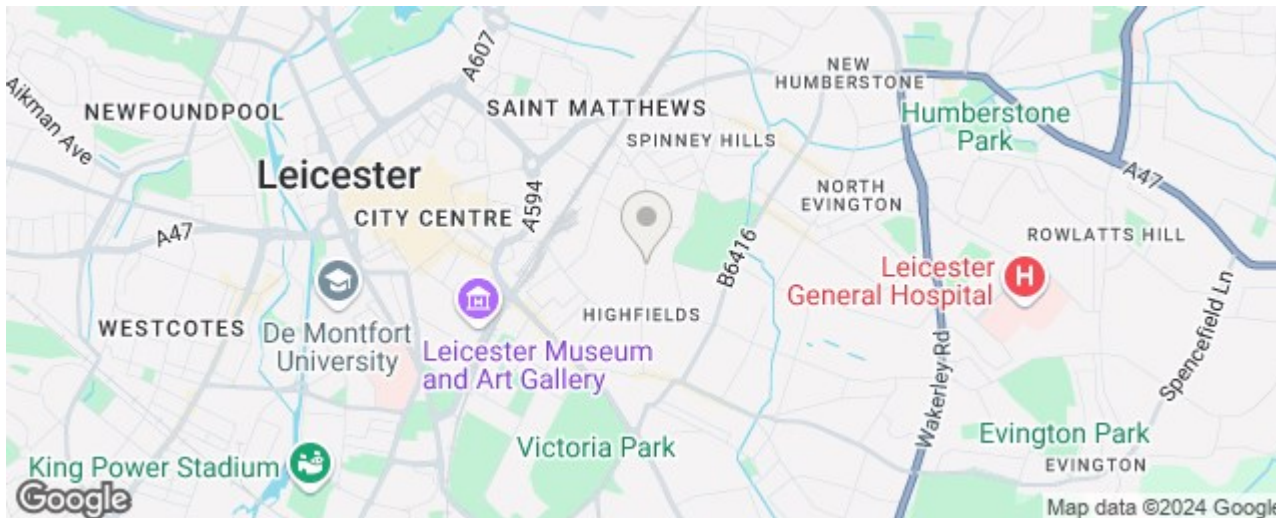 A607
NEW
HUMBERSTONE
Aikman Ave
NEWFOUNDPOOL
SAINT MATTHEWS
Humberstone
Park
SPINNEY HILLS
A47
Leicester
NORTH
EVINGTON
A594
CITY CENTRE
A47
B6416
ROWLATTS HILL
Leicester
General Hospital
H
Spencefield Ln
WESTCOTES
De Montfort
University
HIGHFIELDS
Leicester Museum
and Art Gallery
Wakerley Rd
Victoria Park
Evington Park
EVINGTON
King Power Stadium
Google
Map data ©2024 Google